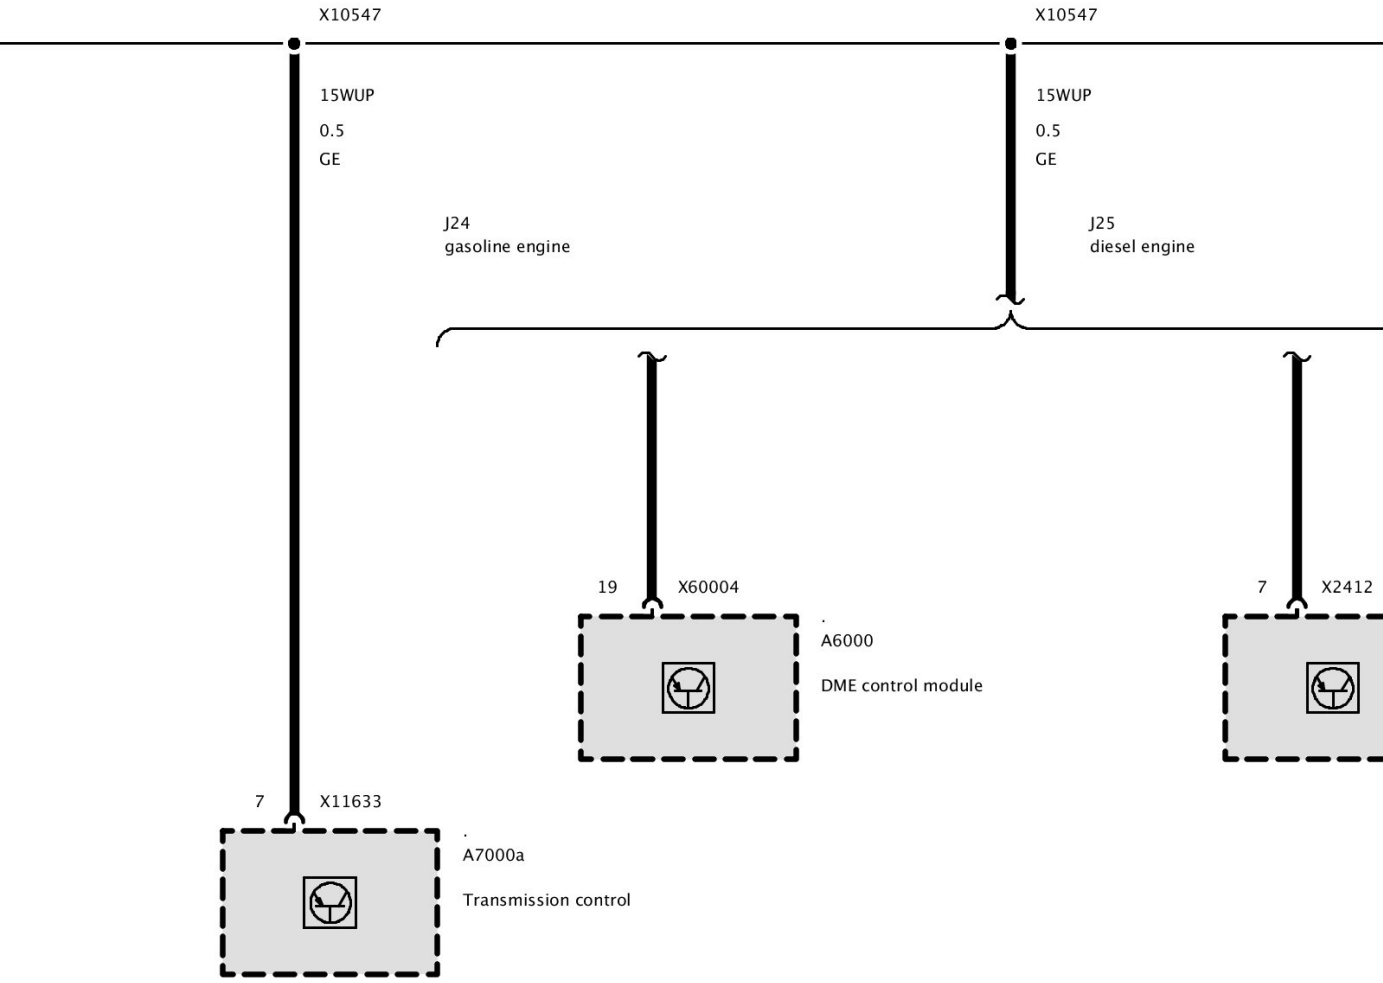 X10547
X10547
15WUP
0.5
GE
15WUP
0.5
GE
J24
gasoline engine
J25
diesel engine
19
X60004
7
X2412
.
A6000
DME control module
7
X11633
.
A7000a
Transmission control